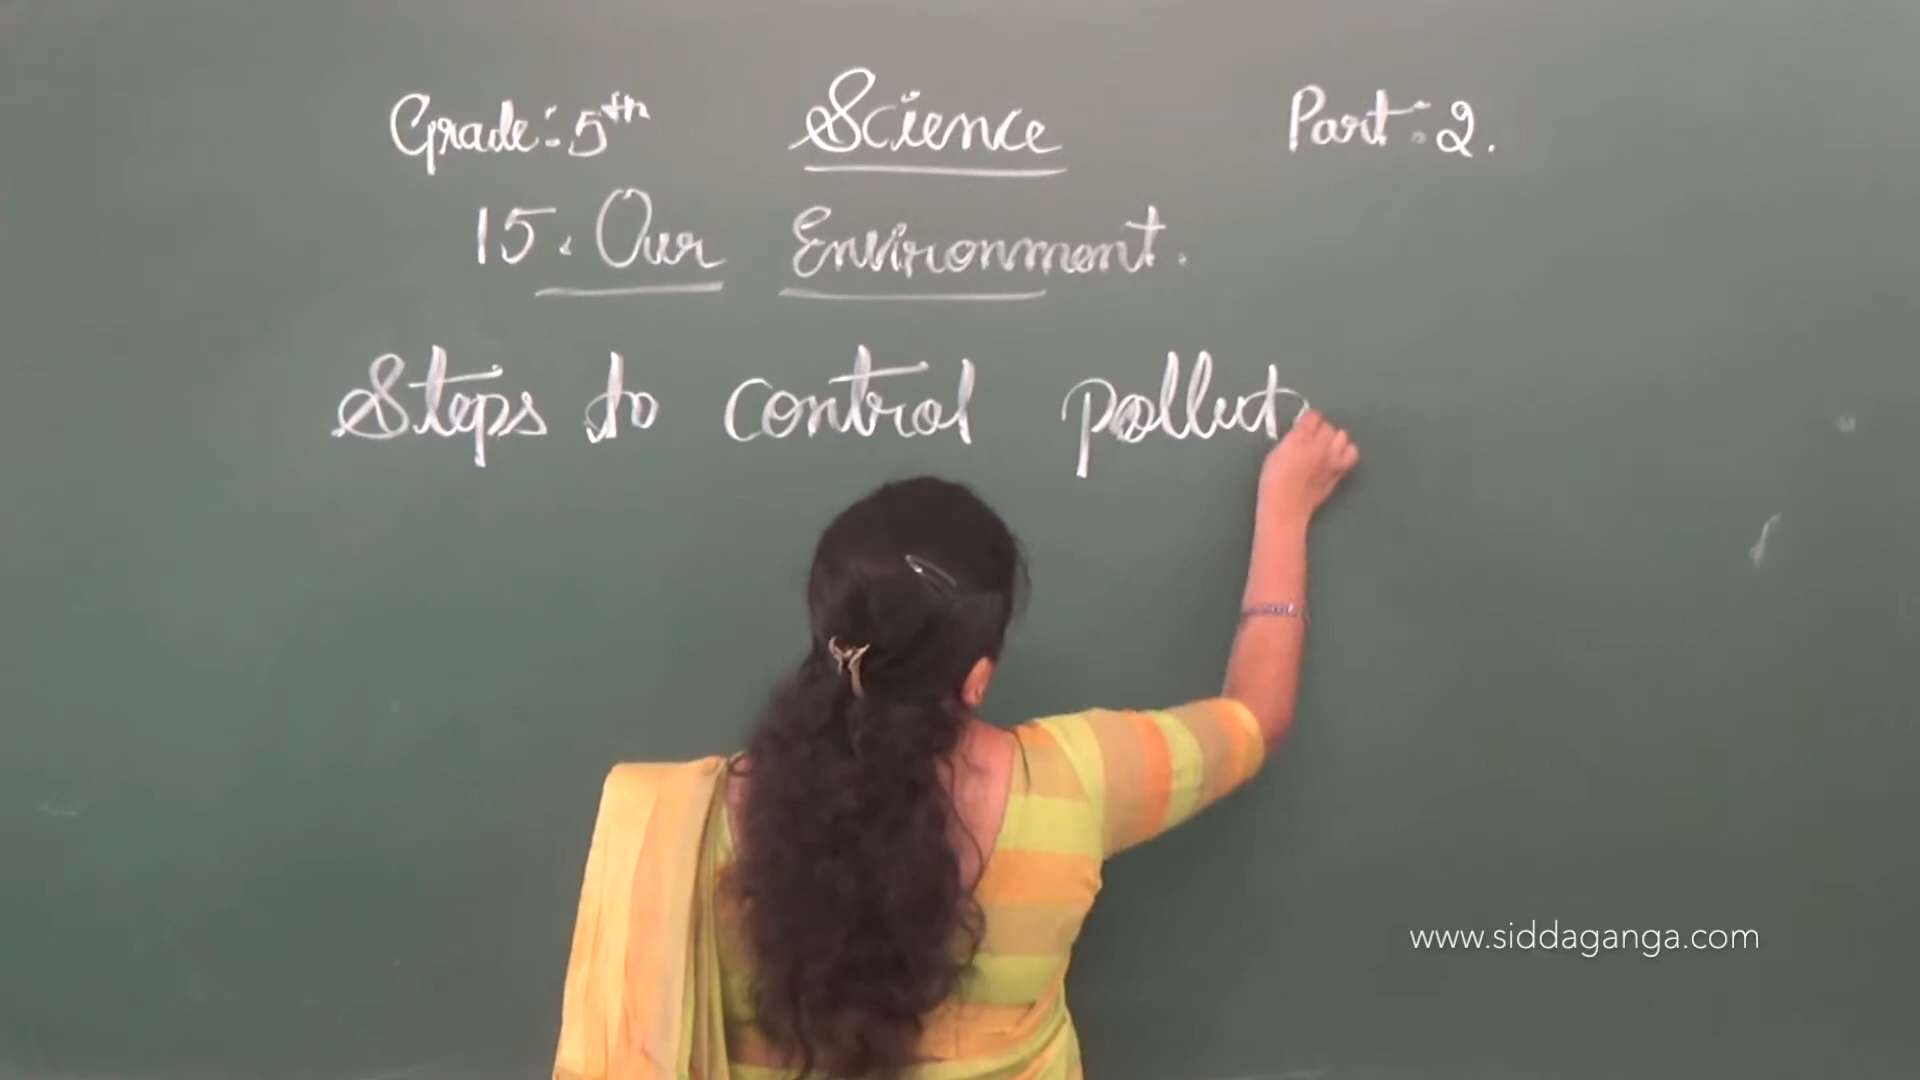 Grade: 5th Science Part: 2.
15. Our Environment.
Steps to control pollut
www.siddaganga.com